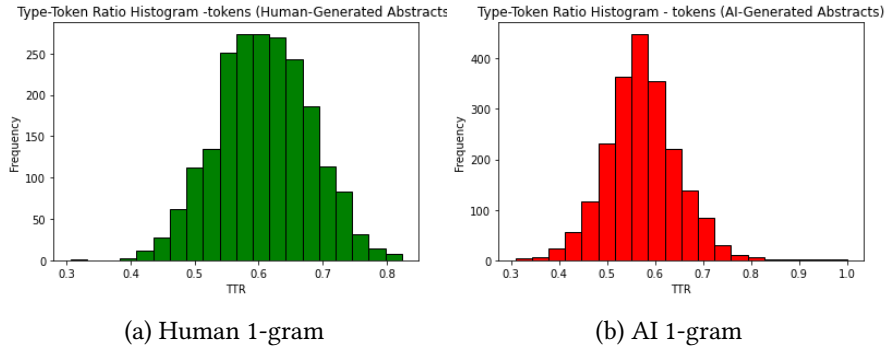 Type-Token Ratio Histogram -tokens (Human-Generated Abstracts
Frequency
250
200
150
100
50
0
0.3 0.4 0.5 0.6 0.7 0.8
TTR
(a) Human 1-gram
Type-Token Ratio Histogram - tokens (AI-Generated Abstracts)
Frequency
400
300
200
100
0
0.3 0.4 0.5 0.6 0.7 0.8 0.9 1.0
TTR
(b) AI 1-gram